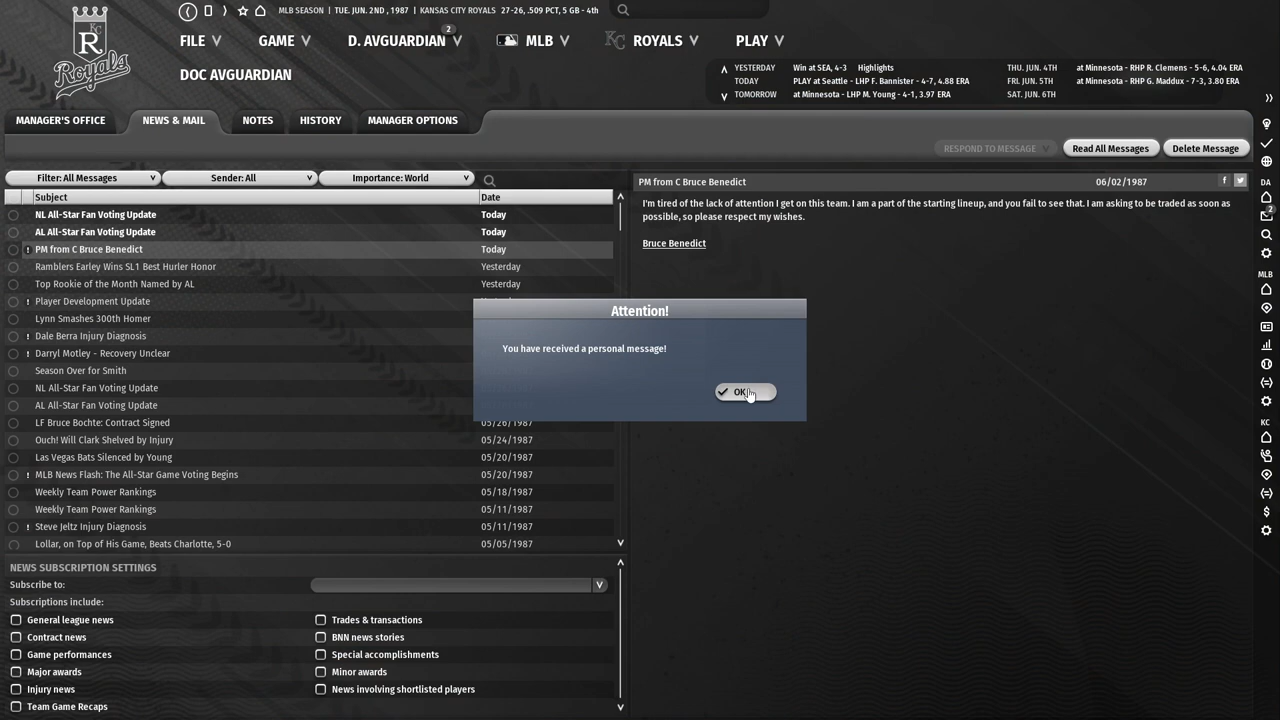 MLB SEASON | TUE. JUN. 2ND , 1987 | KANSAS CITY ROYALS 27-26, .509 PCT, 5 GB - 4th
FILE GAME D. AVGUARDIAN 2 MLB ROYALS PLAY
KC
R
Royals
DOC AVGUARDIAN
YESTERDAY Win at SEA, 4-3 Highlights THU. JUN. 4TH at Minnesota - RHP R. Clemens - 5-6, 4.04 ERA
TODAY PLAY at Seattle - LHP F. Bannister - 4-7, 4.88 ERA FRI. JUN. 5TH at Minnesota - RHP G. Maddux - 7-3, 3.80 ERA
TOMORROW at Minnesota - LHP M. Young - 4-1, 3.97 ERA SAT. JUN. 6TH
MANAGER'S OFFICE NEWS & MAIL NOTES HISTORY MANAGER OPTIONS
RESPOND TO MESSAGE Read All Messages Delete Message
Filter: All Messages Sender: All Importance: World
Subject Date
NL All-Star Fan Voting Update Today
AL All-Star Fan Voting Update Today
! PM from C Bruce Benedict Today
Ramblers Earley Wins SL1 Best Hurler Honor Yesterday
Top Rookie of the Month Named by AL Yesterday
! Player Development Update
Lynn Smashes 300th Homer
! Dale Berra Injury Diagnosis
! Darryl Motley - Recovery Unclear
Season Over for Smith
NL All-Star Fan Voting Update
AL All-Star Fan Voting Update
LF Bruce Bochte: Contract Signed 05/26/1987
Ouch! Will Clark Shelved by Injury 05/24/1987
Las Vegas Bats Silenced by Young 05/20/1987
! MLB News Flash: The All-Star Game Voting Begins 05/20/1987
Weekly Team Power Rankings 05/18/1987
Weekly Team Power Rankings 05/11/1987
! Steve Jeltz Injury Diagnosis 05/11/1987
Lollar, on Top of His Game, Beats Charlotte, 5-0 05/05/1987
PM from C Bruce Benedict 06/02/1987
I'm tired of the lack of attention I get on this team. I am a part of the starting lineup, and you fail to see that. I am asking to be traded as soon as
possible, so please respect my wishes.
Bruce Benedict
Attention!
You have received a personal message!
OK
NEWS SUBSCRIPTION SETTINGS
Subscribe to:
Subscriptions include:
General league news Trades & transactions
Contract news BNN news stories
Game performances Special accomplishments
Major awards Minor awards
Injury news News involving shortlisted players
Team Game Recaps
DA
2
MLB
KC